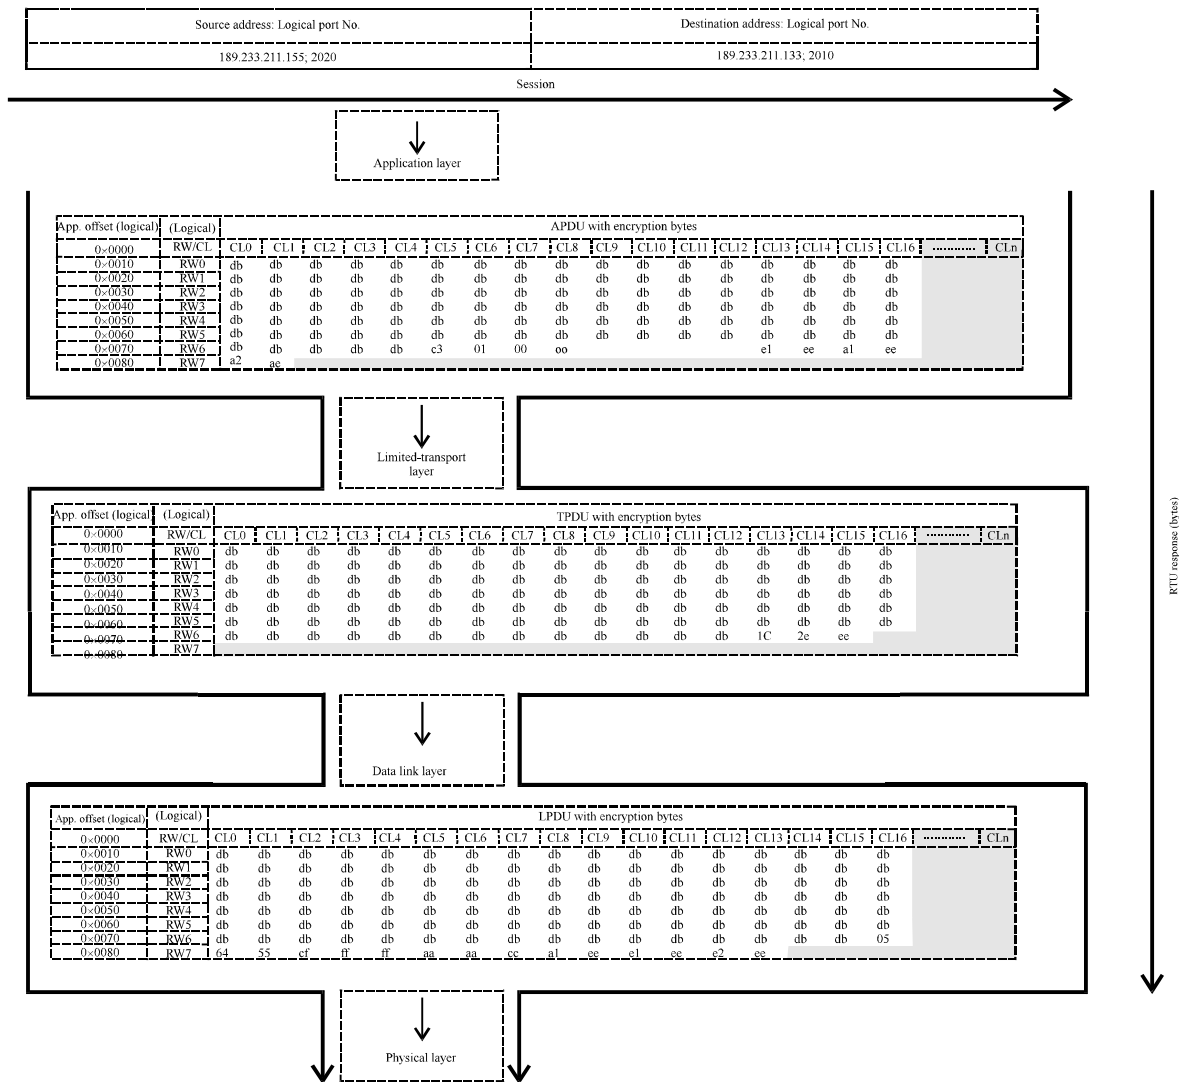 Source address: Logical port No. Destination address: Logical port No.
189.233.211.155; 2020 189.233.211.133; 2010
Session
Application layer
App. offset (logical) (Logical) APDU with encryption bytes
0×0000 RW/CL CL0 CL1 CL2 CL3 CL4 CL5 CL6 CL7 CL8 CL9 CL10 CL11 CL12 CL13 CL14 CL15 CL16 ............ CLn
0×0010 RW0 db db db db db db db db db db db db db db db db db
0×0020 RW1 db db db db db db db db db db db db db db db db db
0×0030 RW2 db db db db db db db db db db db db db db db db db
0×0040 RW3 db db db db db db db db db db db db db db db db db
0×0050 RW4 db db db db db db db db db db db db db db db db db
0×0060 RW5 db db db db db db db db db db db db db db db db db
0×0070 RW6 db db db db db c3 01 00 oo e1 ee a1 ee
0×0080 RW7 a2 ae
Limited-transport
layer
App. offset (logical (Logical) TPDU with encryption bytes
0×0000 RW/CL CL0 CL1 CL2 CL3 CL4 CL5 CL6 CL7 CL8 CL9 CL10 CL11 CL12 CL13 CL14 CL15 CL16 ............ CLn
0×0010 RW0 db db db db db db db db db db db db db db db db db
0×0020 RW1 db db db db db db db db db db db db db db db db db
0×0030 RW2 db db db db db db db db db db db db db db db db db
0×0040 RW3 db db db db db db db db db db db db db db db db db
0×0050 RW4 db db db db db db db db db db db db db db db db db
0×0060 RW5 db db db db db db db db db db db db db db db db db
0×0070 RW6 db db db db db db db db db db db db db 1C 2e ee
0×0080 RW7
Data link layer
App. offset (logical) (Logical) LPDU with encryption bytes
0×0000 RW/CL CL0 CL1 CL2 CL3 CL4 CL5 CL6 CL7 CL8 CL9 CL10 CL11 CL12 CL13 CL14 CL15 CL16 ............ CLn
0×0010 RW0 db db db db db db db db db db db db db db db db db
0×0020 RW1 db db db db db db db db db db db db db db db db db
0×0030 RW2 db db db db db db db db db db db db db db db db db
0×0040 RW3 db db db db db db db db db db db db db db db db db
0×0050 RW4 db db db db db db db db db db db db db db db db db
0×0060 RW5 db db db db db db db db db db db db db db db db db
0×0070 RW6 db db db db db db db db db db db db db db db db 05
0×0080 RW7 64 55 cf ff ff aa aa cc a1 ee e1 ee e2 ee
Physical layer
RTU response (bytes)